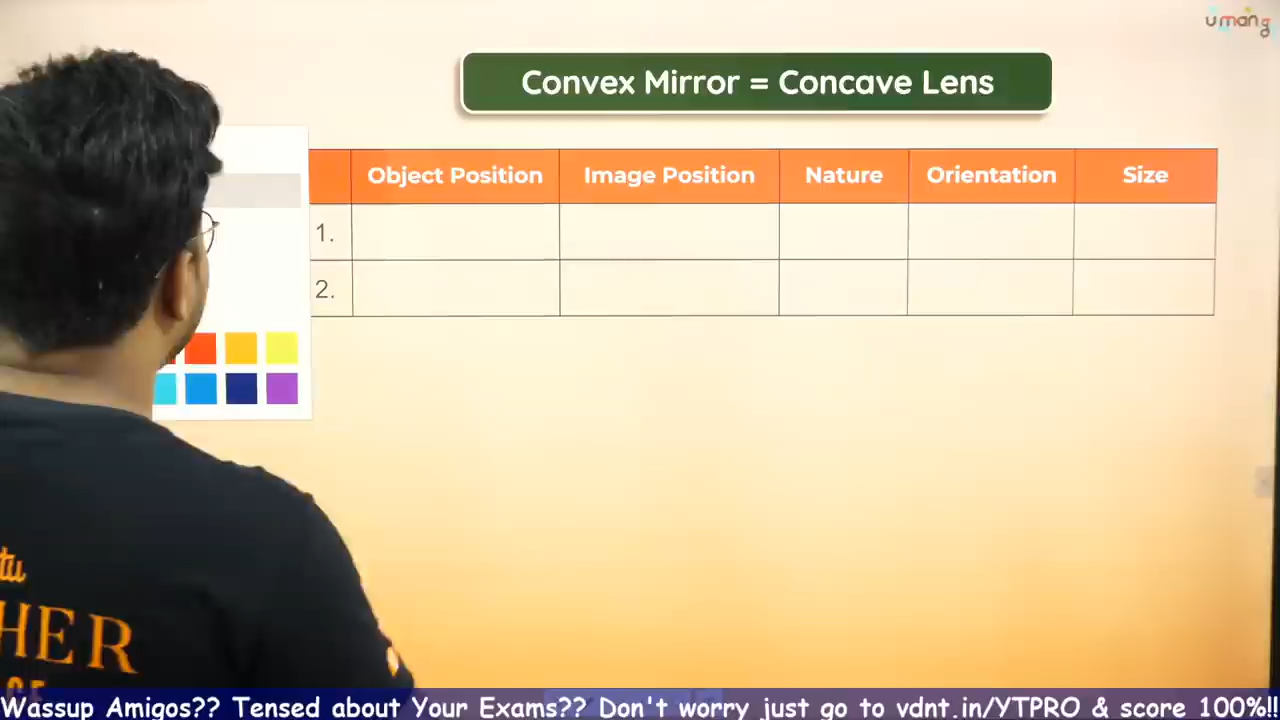 umang
Convex Mirror = Concave Lens
Object Position Image Position Nature Orientation Size
1.
2.
tu
HER
Wassup Amigos?? Tensed about Your Exams?? Don't worry just go to vdnt.in/YTPRO & score 100%!!